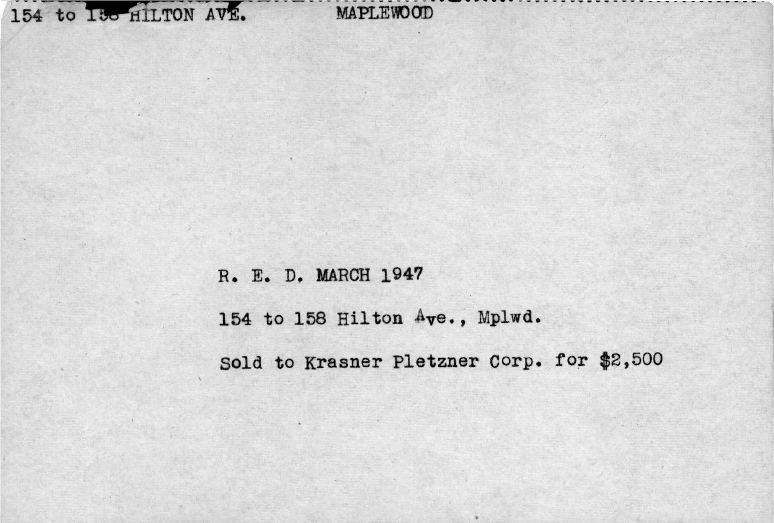 154 to 158 HILTON AVE. MAPLEWOOD
R. E. D. MARCH 1947
154 to 158 Hilton Ave., Mplwd.
Sold to Krasner Pletzner Corp. for $2,500